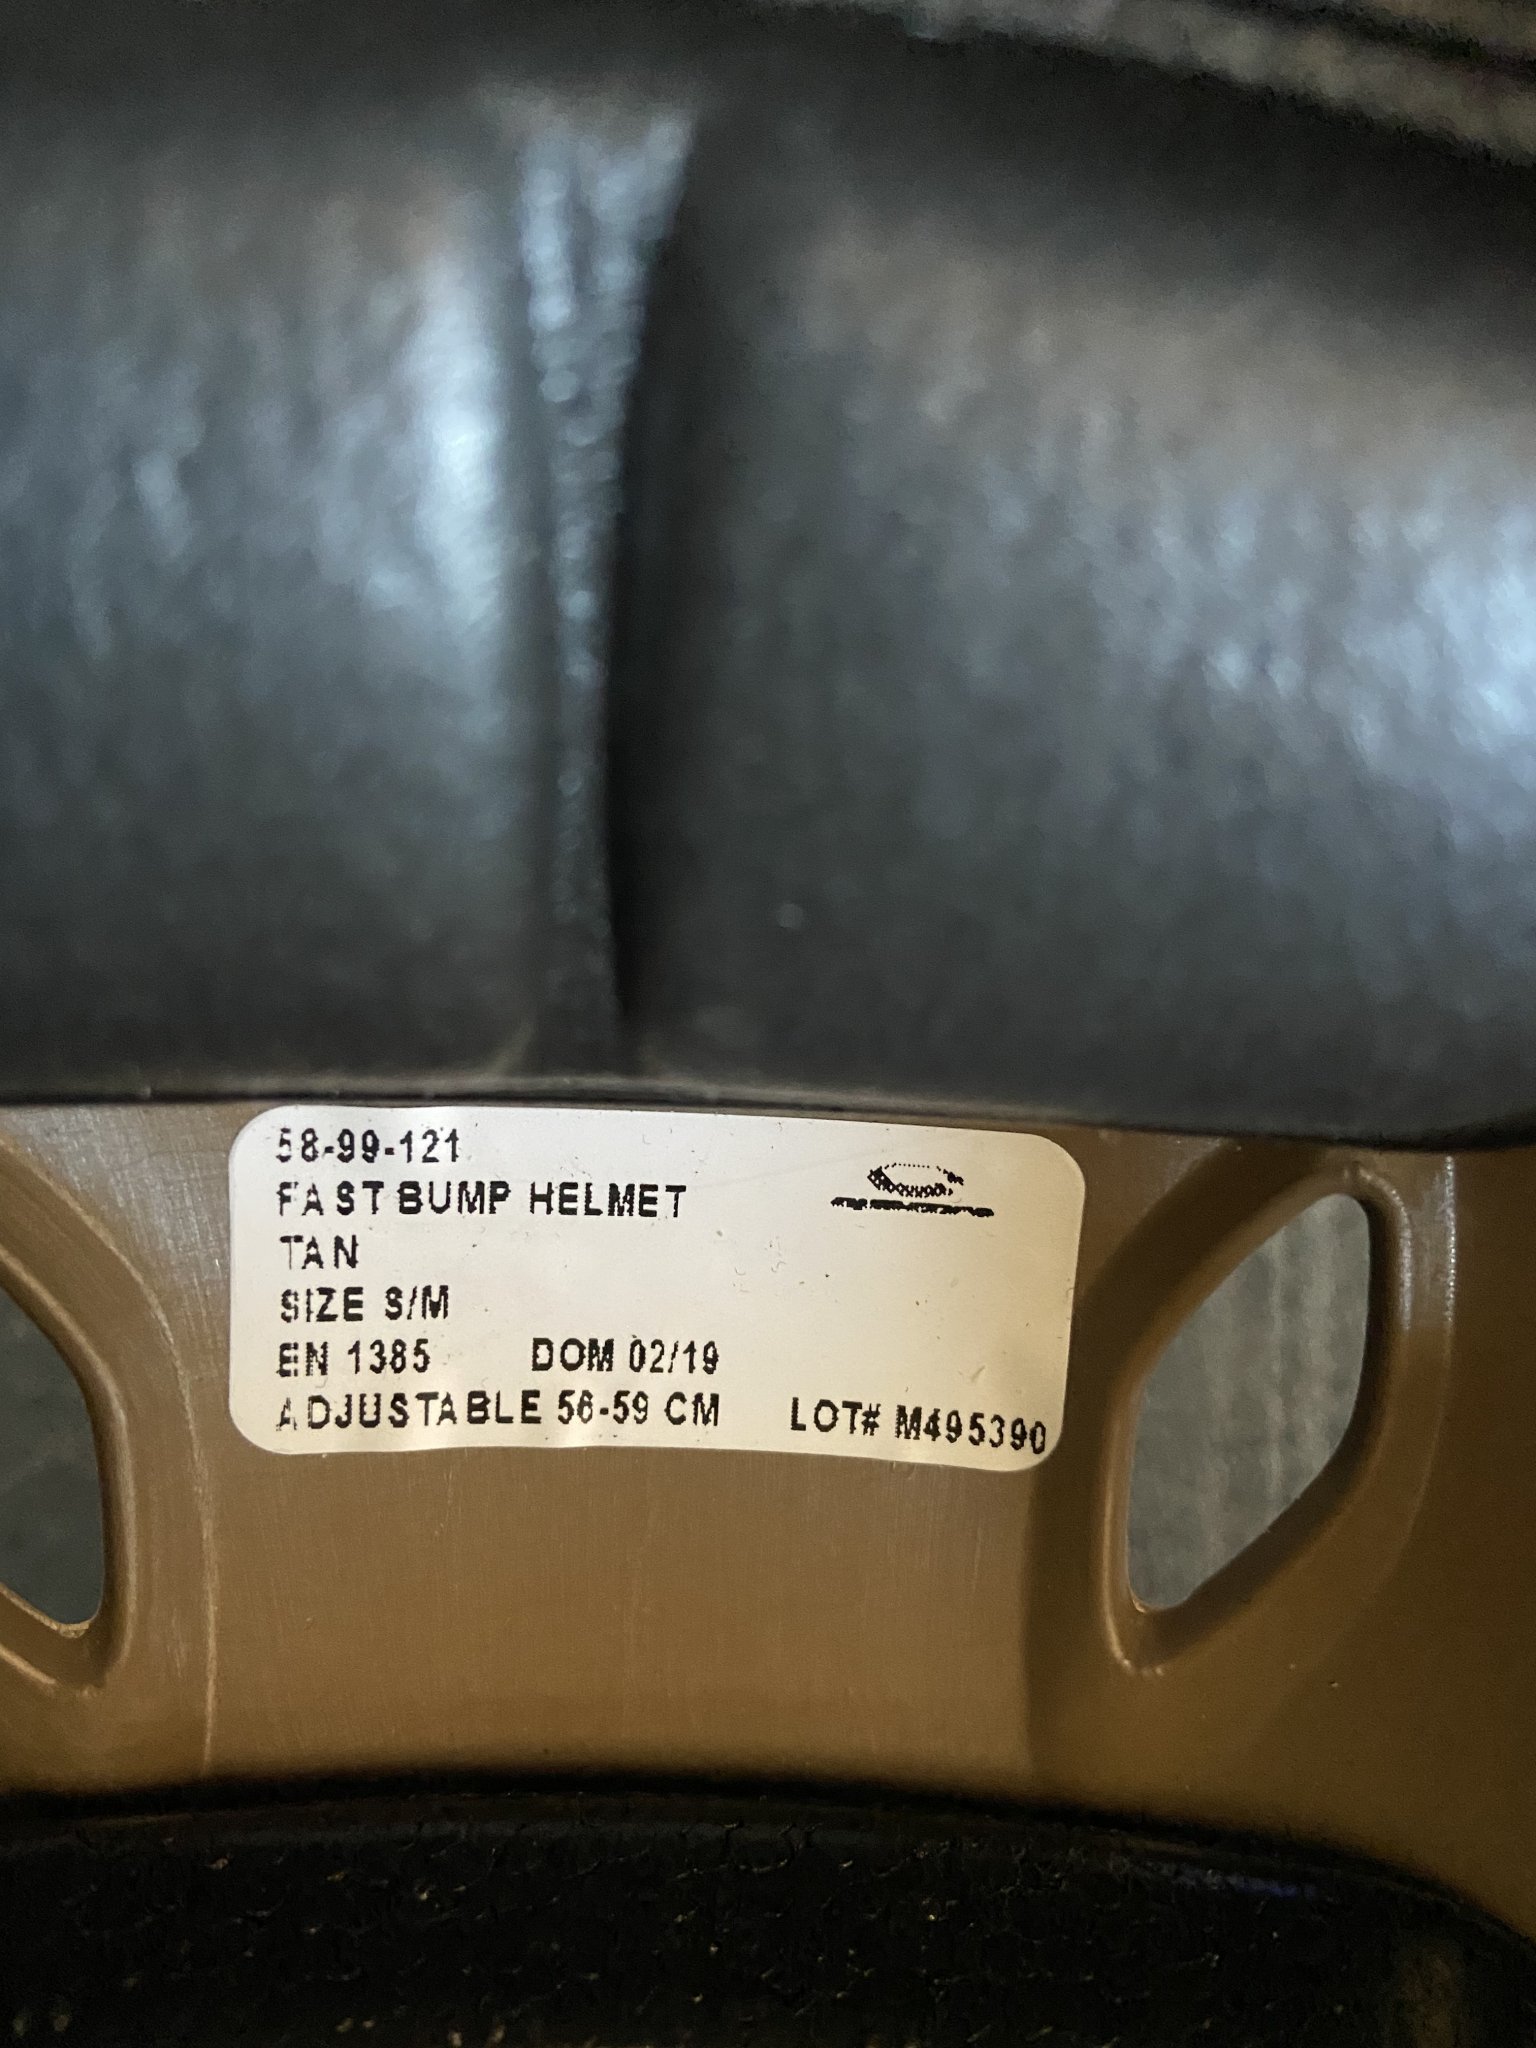 58-99-121
FAST BUMP HELMET
TAN
SIZE S/M
EN 1385 DOM 02/19
ADJUSTABLE 56-59 CM LOT# M495390